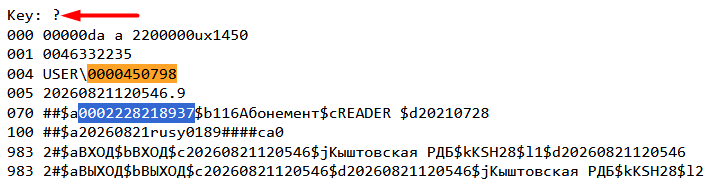 Key: ?
000 00000da a 2200000ux1450
001 0046332235
004 USER\0000450798
005 20260821120546.9
070 ##$a0002228218937$b116Абонемент$cREADER $d20210728
100 ##$a20260821rusy0189####ca0
983 2#$aВХОД$bВХОД$c20260821120546$jКыштовская РДБ$kKSH28$l1$d20260821120546
983 2#$aВЫХОД$bВЫХОД$c20260821120546$d20260821120546$jКыштовская РДБ$kKSH28$l2